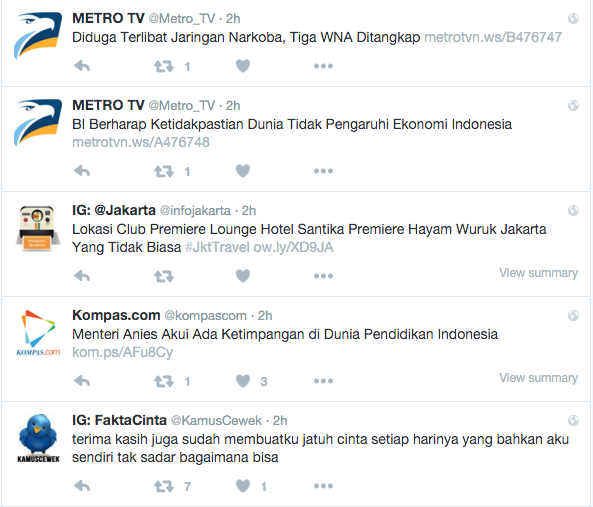 METRO TV @Metro_TV · 2h
Diduga Terlibat Jaringan Narkoba, Tiga WNA Ditangkap metrotvn.ws/B476747
1
METRO TV @Metro_TV · 2h
BI Berharap Ketidakpastian Dunia Tidak Pengaruhi Ekonomi Indonesia
metrotvn.ws/A476748
1
IG: @Jakarta @infojakarta · 2h
Lokasi Club Premiere Lounge Hotel Santika Premiere Hayam Wuruk Jakarta
Yang Tidak Biasa #JktTravel ow.ly/XD9JA
View summary
Kompas.com @kompascom · 2h
Menteri Anies Akui Ada Ketimpangan di Dunia Pendidikan Indonesia
kom.ps/AFu8Cy
KOMPAS.com
1 3 View summary
IG: FaktaCinta @KamusCewek · 2h
terima kasih juga sudah membuatku jatuh cinta setiap harinya yang bahkan aku
sendiri tak sadar bagaimana bisa
KAMUSCEWEK
7 1